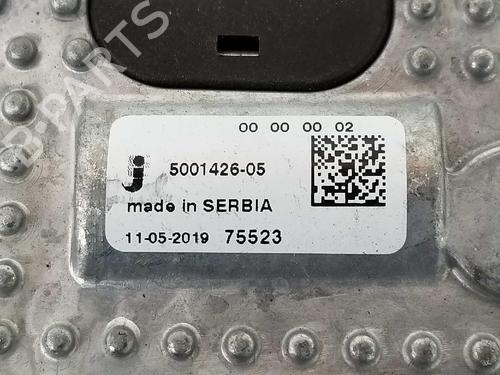 00 00 00 02
j 5001426-05
made in SERBIA
11-05-2019 75523
B-PARTS